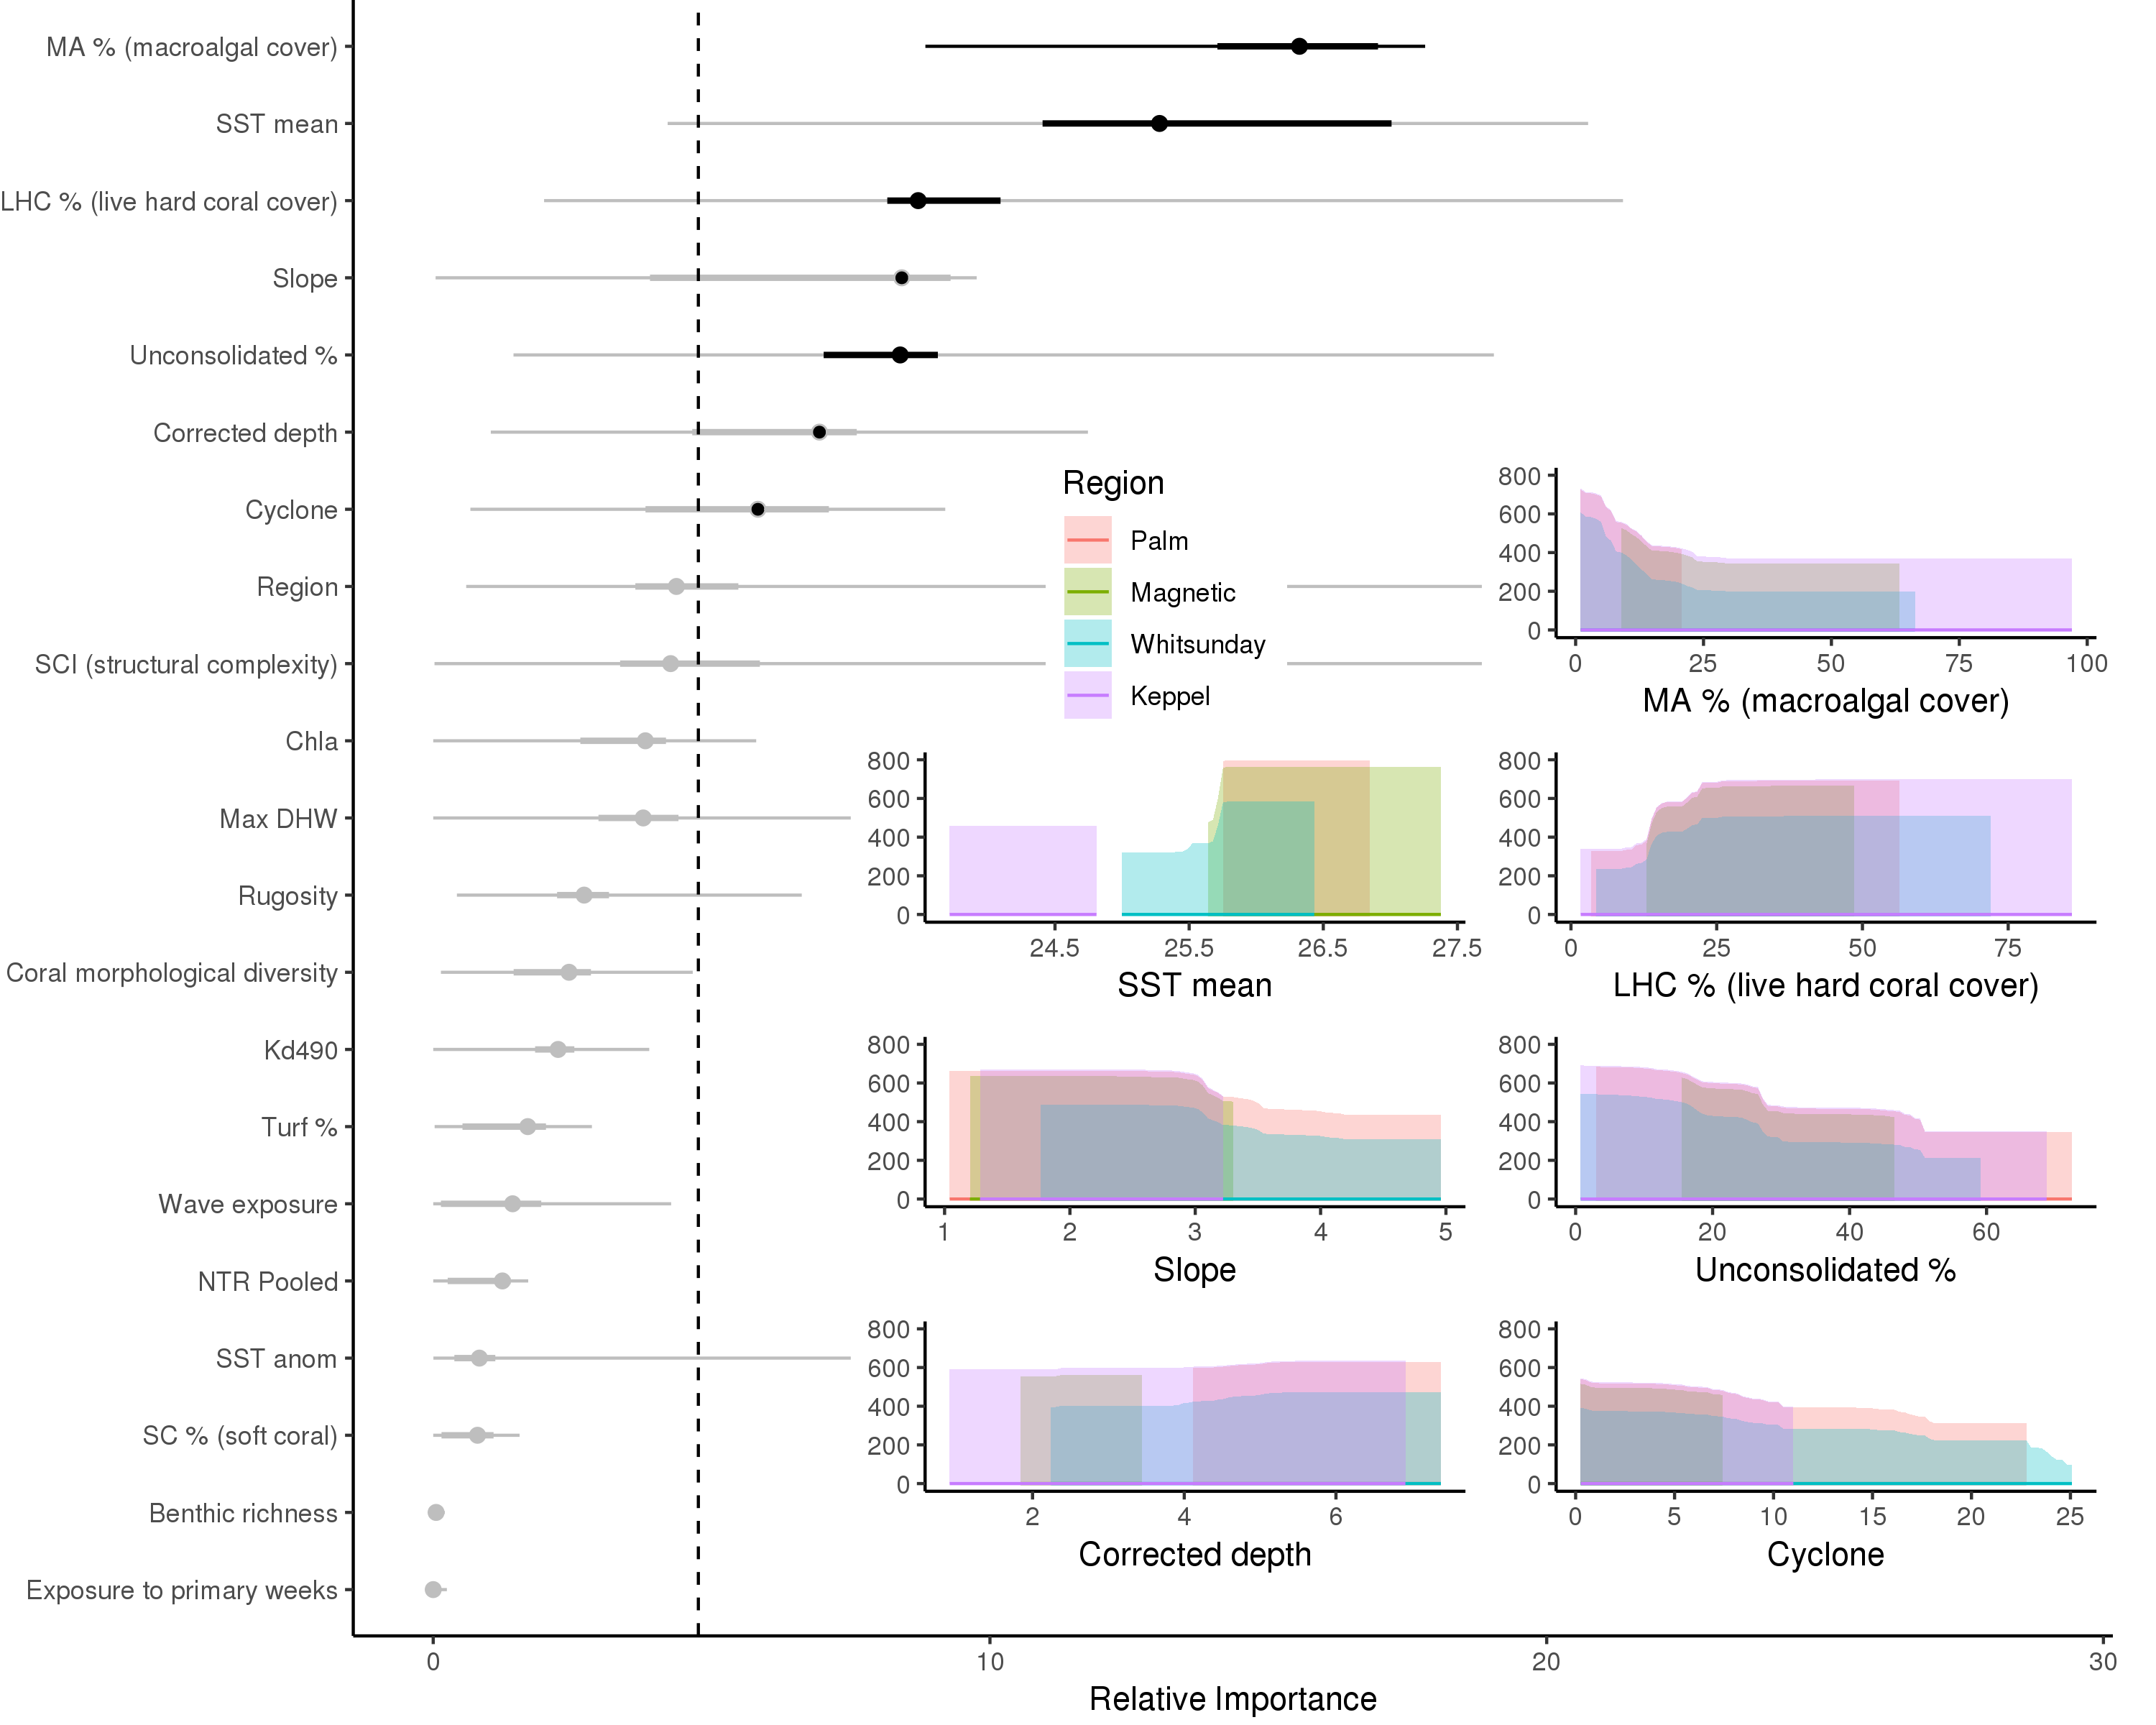 MA % (macroalgal cover)
SST mean
LHC % (live hard coral cover)
Slope
Unconsolidated %
Corrected depth
Cyclone
Region
SCI (structural complexity)
Chla
Max DHW
Rugosity
Coral morphological diversity
Kd490
Turf %
Wave exposure
NTR Pooled
SST anom
SC % (soft coral)
Benthic richness
Exposure to primary weeks
0 10 20 30
Relative Importance
Region
Palm
Magnetic
Whitsunday
Keppel
800
600
400
200
0
0 25 50 75 100
MA % (macroalgal cover)
800
600
400
200
0
24.5 25.5 26.5 27.5
SST mean
800
600
400
200
0
0 25 50 75
LHC % (live hard coral cover)
800
600
400
200
0
1 2 3 4 5
Slope
800
600
400
200
0
0 20 40 60
Unconsolidated %
800
600
400
200
0
2 4 6
Corrected depth
800
600
400
200
0
0 5 10 15 20 25
Cyclone